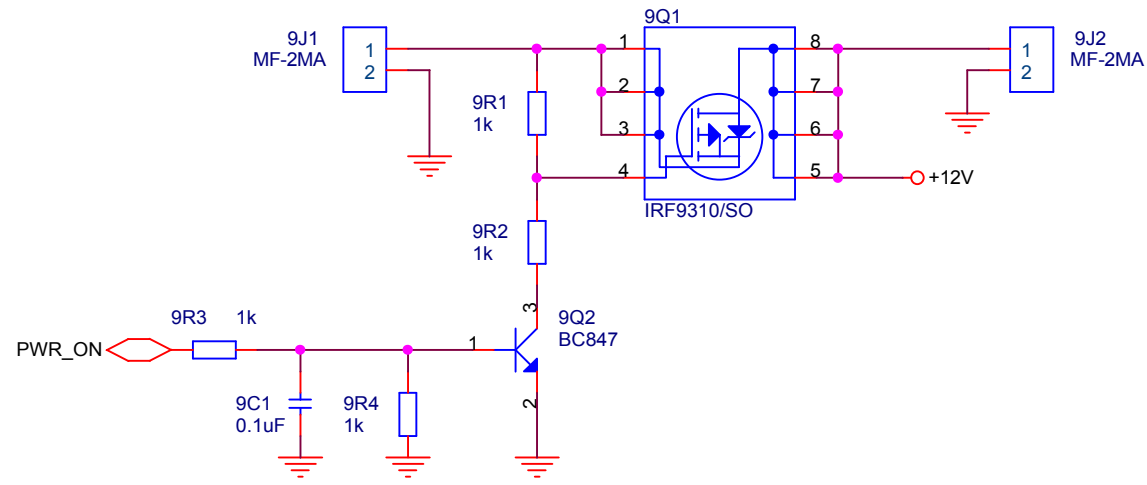 9J1
MF-2MA
1
2
9R1
1k
9Q1
1
2
3
4
8
7
6
5
IRF9310/SO
9J2
MF-2MA
1
2
+12V
9R2
1k
3
9Q2
BC847
1
2
PWR_ON
9R3 1k
9C1
0.1uF
9R4
1k